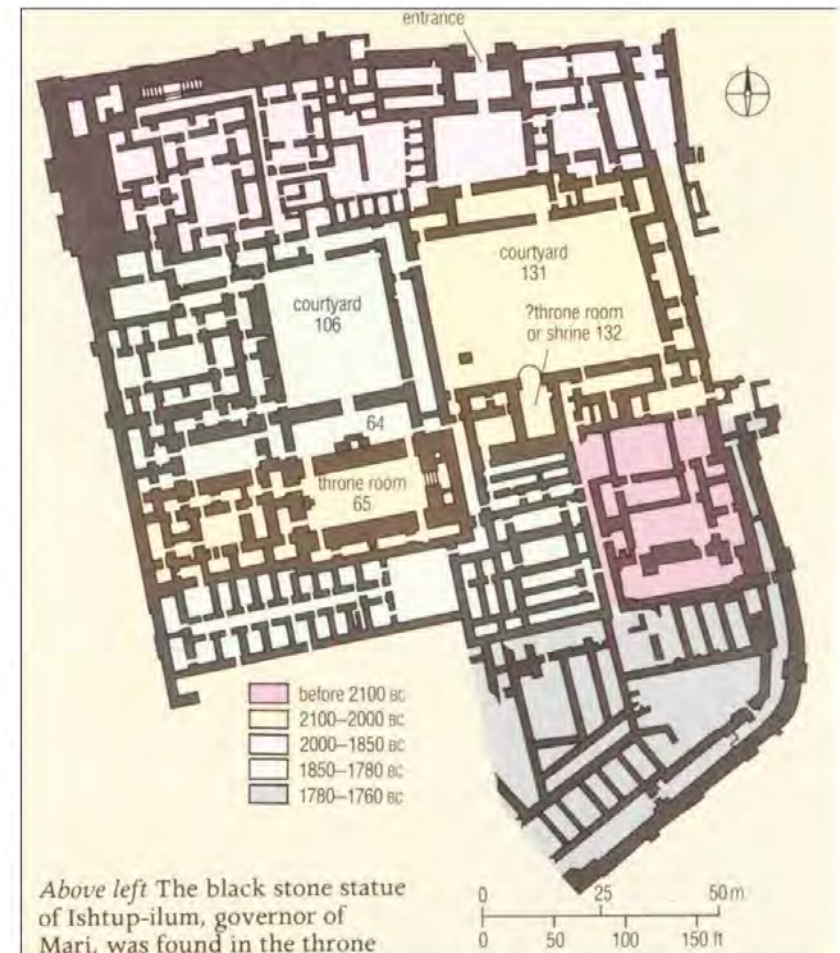 entrance
courtyard
131
courtyard
106
?throne room
or shrine 132
64
throne room
65
before 2100 BC
2100–2000 BC
2000–1850 BC
1850–1780 BC
1780–1760 BC
Above left The black stone statue
of Ishtup-ilum, governor of
Mari, was found in the throne
0 25 50 m
0 50 100 150 ft